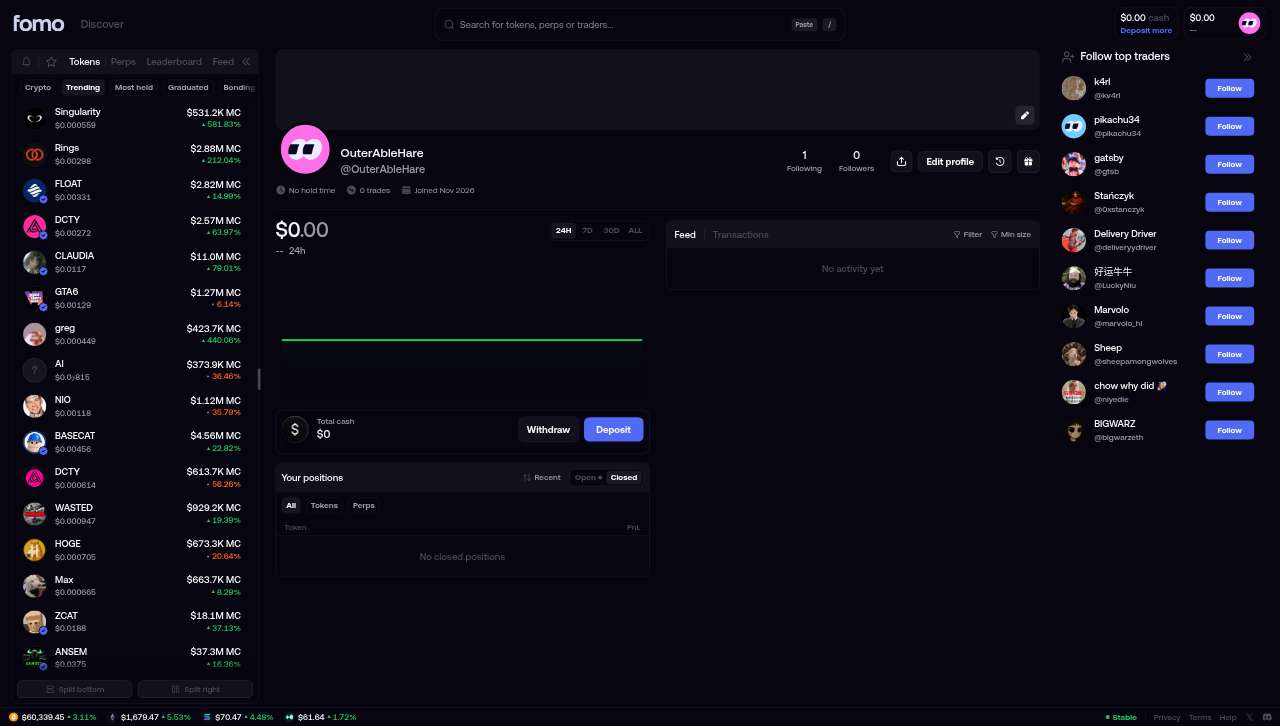 fomo
Discover
Search for tokens, perps or traders...
Paste
/
$0.00 cash
Deposit more
$0.00
—
Tokens Perps Leaderboard Feed
Crypto Trending Most held Graduated Bonding
Singularity $531.2K MC
$0.000559 581.83%
Rings $2.88M MC
$0.00298 212.04%
FLOAT $2.82M MC
$0.00331 14.99%
DCTY $2.57M MC
$0.00272 63.97%
CLAUDIA $11.0M MC
$0.0117 79.01%
GTA6 $1.27M MC
$0.00129 6.14%
greg $423.7K MC
$0.000449 440.06%
AI $373.9K MC
? $0.0₇815 36.46%
NIO $1.12M MC
$0.00118 35.79%
BASECAT $4.56M MC
$0.00456 22.82%
DCTY $613.7K MC
$0.000614 56.26%
WASTED $929.2K MC
$0.000947 19.39%
HOGE $673.3K MC
$0.000705 20.64%
Max $663.7K MC
$0.000665 8.29%
ZCAT $18.1M MC
$0.0188 37.13%
ANSEM $37.3M MC
$0.0375 16.36%
Split bottom Split right
OuterAbleHare
@OuterAbleHare
1 Following
0 Followers
Edit profile
No hold time 0 trades Joined Nov 2026
$0.00
-- 24h
24H 7D 30D ALL
Total cash
$0
Withdraw Deposit
Your positions
Recent Open Closed
All Tokens Perps
Token PnL
No closed positions
Feed Transactions
Filter Min size
No activity yet
Follow top traders
k4rl
@kv4rl
Follow
pikachu34
@pikachu34
Follow
gatsby
@gtsb
Follow
Stańczyk
@0xstanczyk
Follow
Delivery Driver
@deliveryydriver
Follow
好运牛牛
@LuckyNiu
Follow
Marvolo
@marvolo_hl
Follow
Sheep
@sheepamongwolves
Follow
chow why did
@niyedie
Follow
BIGWARZ
@bigwarzeth
Follow
$60,339.45 3.11% $1,679.47 5.53% $70.47 4.48% $61.64 1.72%
Stable Privacy Terms Help